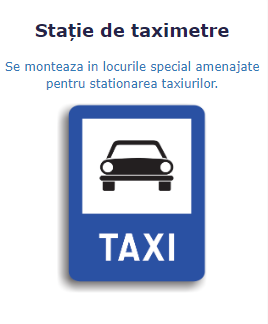 Stație de taximetre
Se monteaza in locurile special amenajate
pentru stationarea taxiurilor.
TAXI